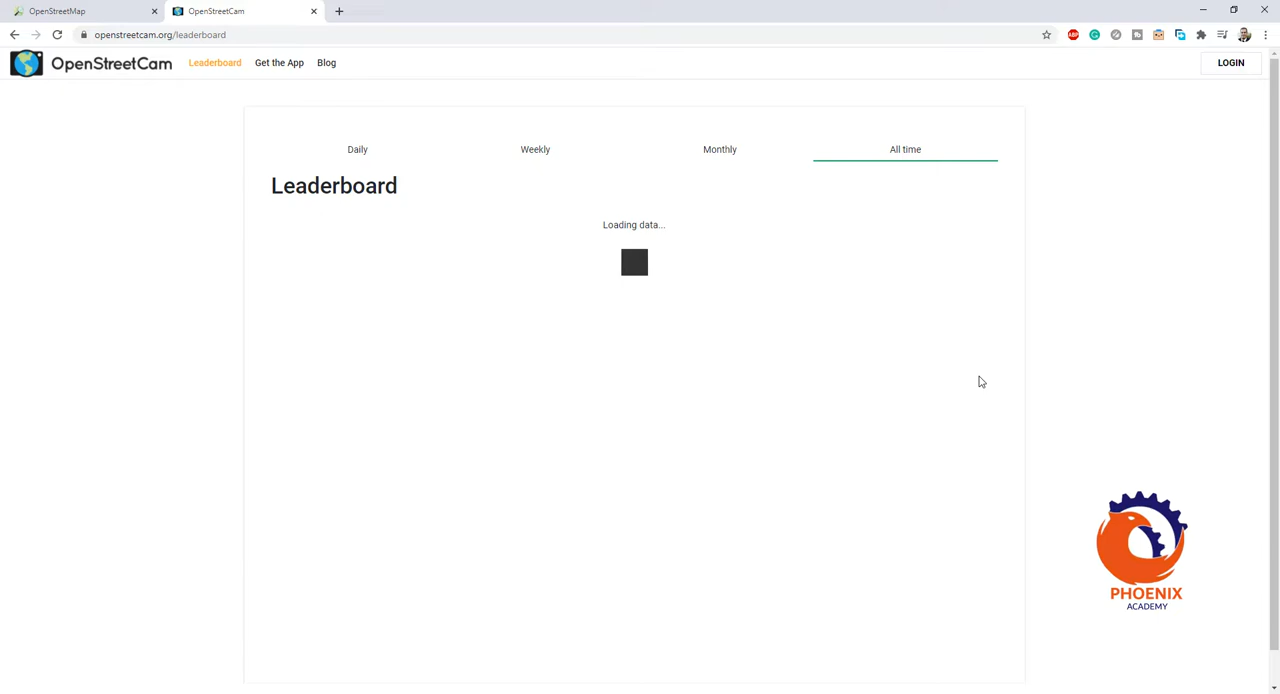 OpenStreetMap
OpenStreetCam
openstreetcam.org/leaderboard
OpenStreetCam
Leaderboard
Get the App
Blog
LOGIN
Daily
Weekly
Monthly
All time
Leaderboard
Loading data...
PHOENIX
ACADEMY